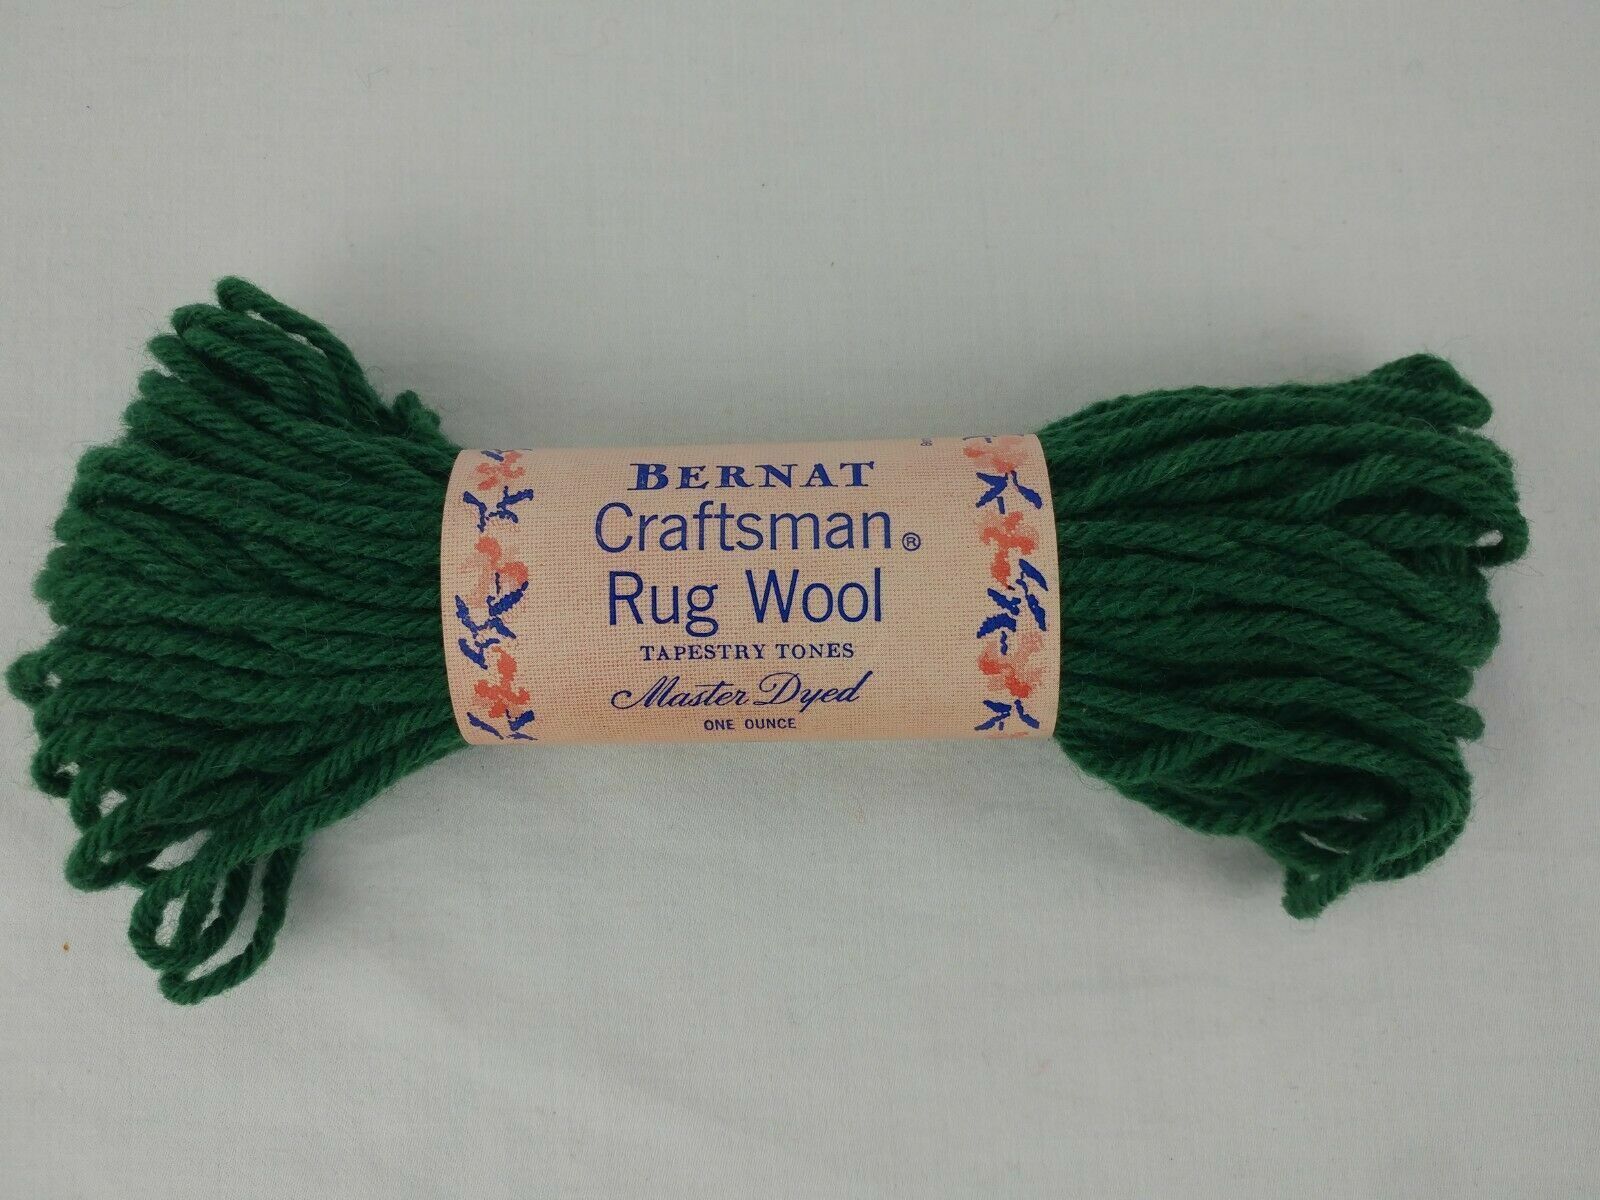 BERNAT
Craftsman®
Rug Wool
TAPESTRY TONES
Master Dyed
ONE OUNCE